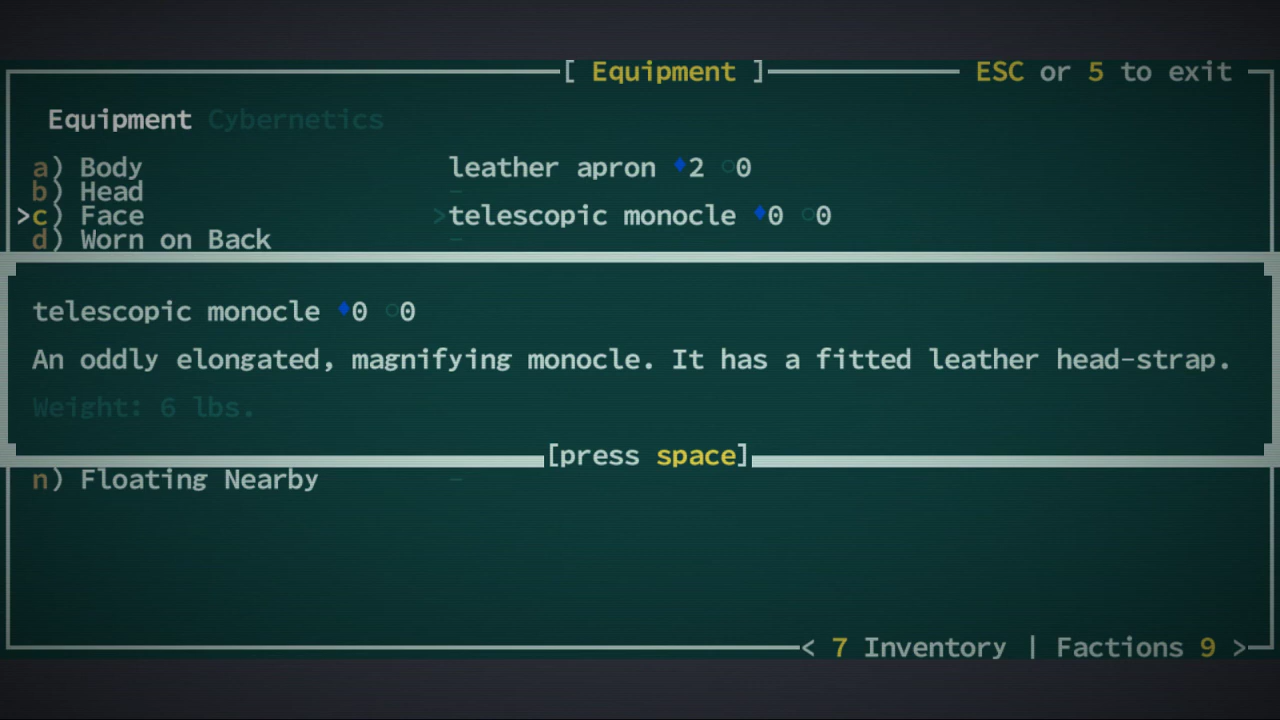 [ Equipment ] ESC or 5 to exit
Equipment Cybernetics
a) Body leather apron ♦2 ○0
b) Head –
>c) Face >telescopic monocle ♦0 ○0
d) Worn on Back –
telescopic monocle ♦0 ○0
An oddly elongated, magnifying monocle. It has a fitted leather head-strap.
Weight: 6 lbs.
[press space]
n) Floating Nearby –
< 7 Inventory | Factions 9 >